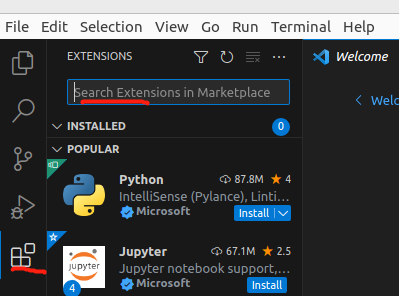 File Edit Selection View Go Run Terminal Help
EXTENSIONS
Welcome
Search Extensions in Marketplace
Welc
INSTALLED 0
POPULAR
Python 87.8M 4
IntelliSense (Pylance), Linti...
Microsoft Install
Jupyter 67.1M 2.5
jupyter
Jupyter notebook support,...
4 Microsoft Install